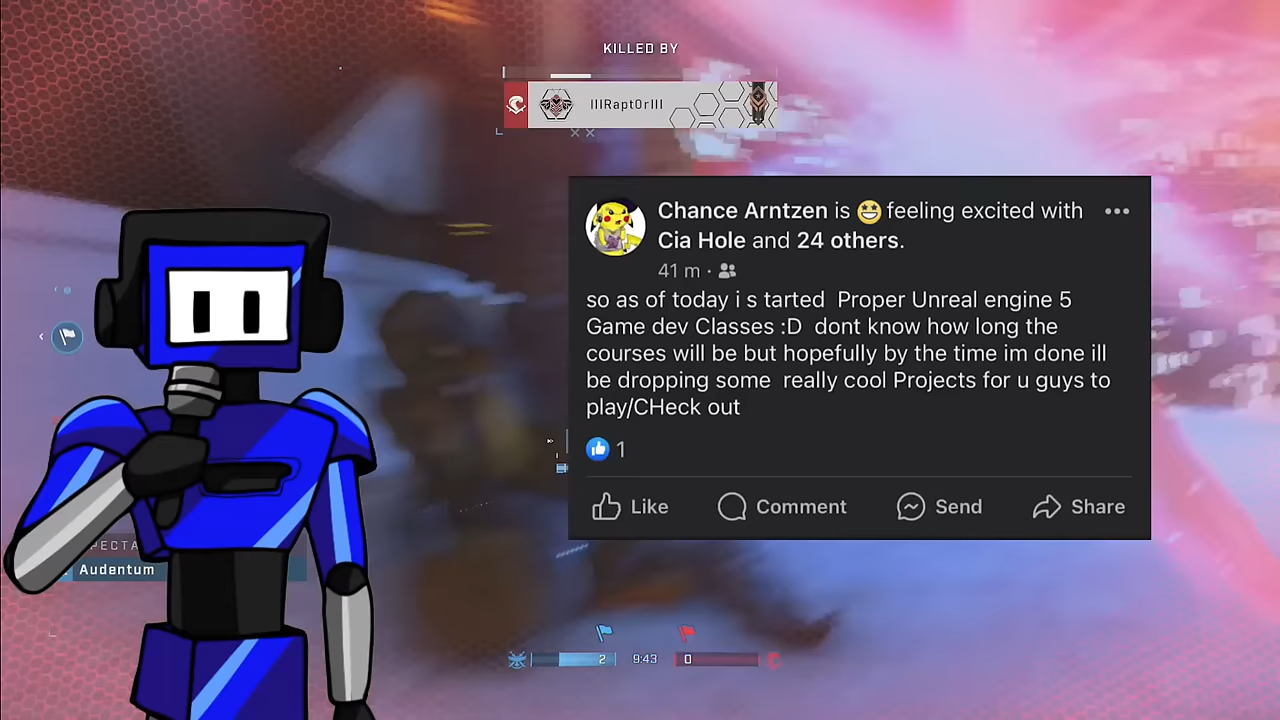 KILLED BY
IIIRapt0rIII
Chance Arntzen is 🤩 feeling excited with
Cia Hole and 24 others.
41 m ·
so as of today i s tarted  Proper Unreal engine 5
Game dev Classes :D  dont know how long the
courses will be but hopefully by the time im done ill
be dropping some  really cool Projects for u guys to
play/CHeck out
1
Like Comment Send Share
PECTA
Audentum
2 9:43 0